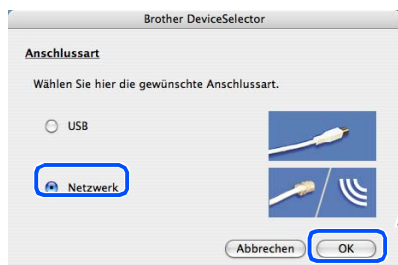 Brother DeviceSelector
Anschlussart
Wählen Sie hier die gewünschte Anschlussart.
USB
Netzwerk
Abbrechen OK